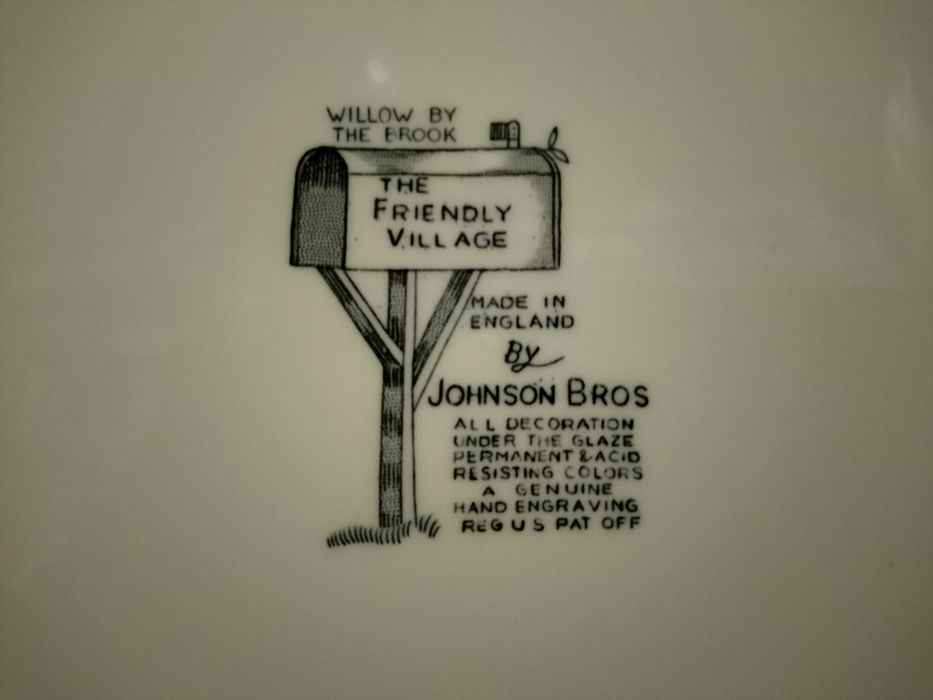 WILLOW BY
THE BROOK
THE
FRIENDLY
VILLAGE
MADE IN
ENGLAND
By
JOHNSON BROS
ALL DECORATION
UNDER THE GLAZE
PERMANENT & ACID
RESISTING COLORS
A GENUINE
HAND ENGRAVING
REG U S PAT OFF